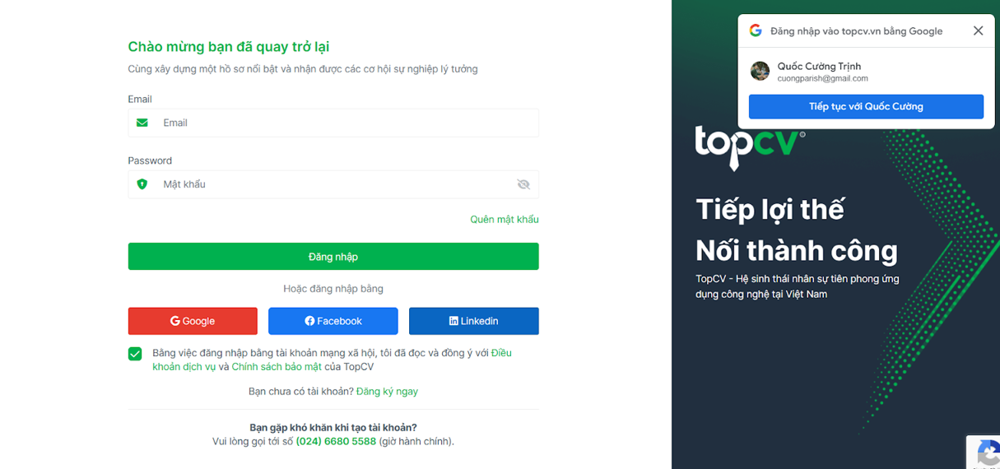 Chào mừng bạn đã quay trở lại
Cùng xây dựng một hồ sơ nổi bật và nhận được các cơ hội sự nghiệp lý tưởng
Email
Email
Password
Mật khẩu
Quên mật khẩu
Đăng nhập
Hoặc đăng nhập bằng
Google
Facebook
Linkedin
Bằng việc đăng nhập bằng tài khoản mạng xã hội, tôi đã đọc và đồng ý với Điều
khoản dịch vụ và Chính sách bảo mật của TopCV
Bạn chưa có tài khoản? Đăng ký ngay
Bạn gặp khó khăn khi tạo tài khoản?
Vui lòng gọi tới số (024) 6680 5588 (giờ hành chính).
Đăng nhập vào topcv.vn bằng Google
Quốc Cường Trịnh
cuongparish@gmail.com
Tiếp tục với Quốc Cường
topcv®
Tiếp lợi thế
Nối thành công
TopCV - Hệ sinh thái nhân sự tiên phong ứng
dụng công nghệ tại Việt Nam